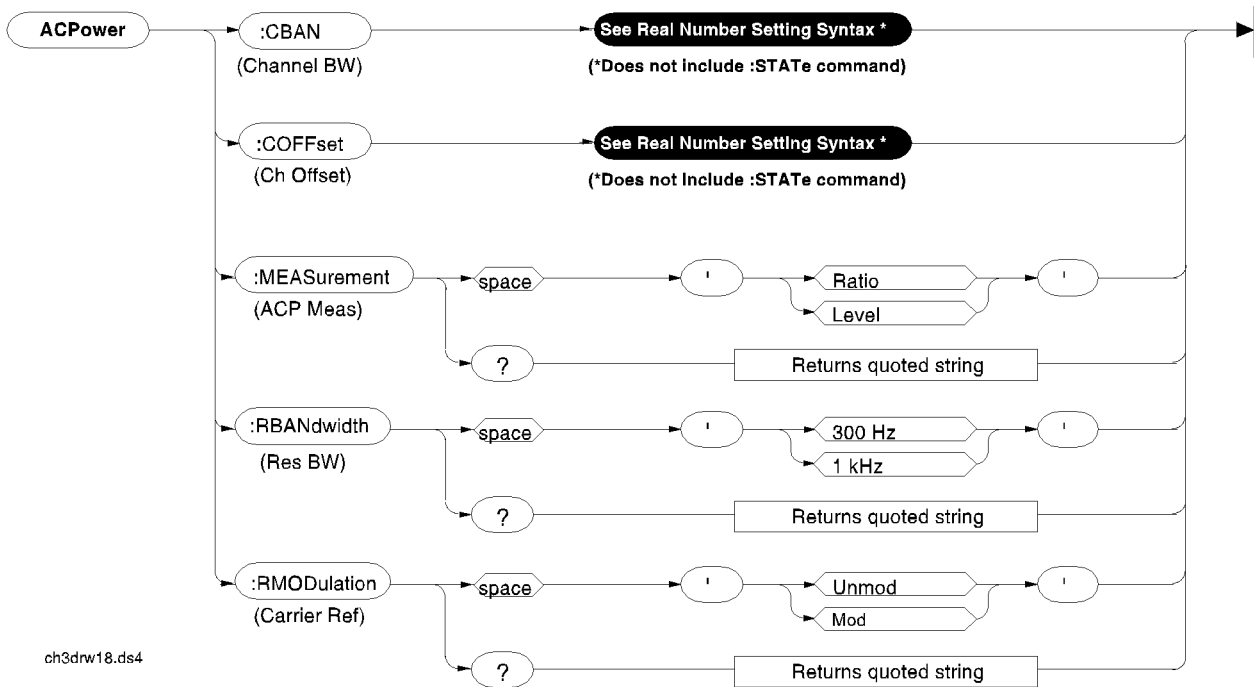 ACPower :CBAN See Real Number Setting Syntax *
(Channel BW) (*Does not include :STATe command)
:COFFset See Real Number Setting Syntax *
(Ch Offset) (*Does not Include :STATe command)
:MEASurement space ' Ratio '
(ACP Meas) Level
? Returns quoted string
:RBANdwidth space ' 300 Hz '
(Res BW) 1 kHz
? Returns quoted string
:RMODulation space ' Unmod '
(Carrier Ref) Mod
ch3drw18.ds4 ? Returns quoted string